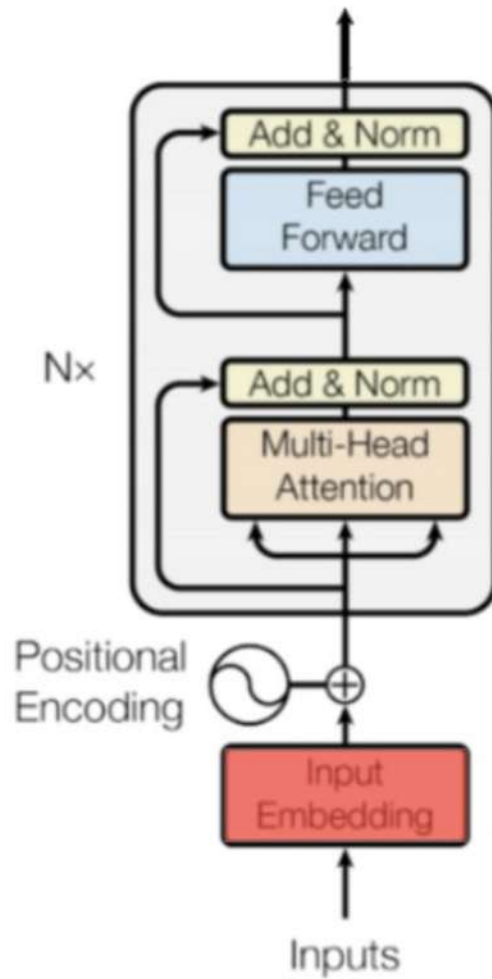 Add & Norm
Feed
Forward
Nx
Add & Norm
Multi-Head
Attention
Positional
Encoding
Input
Embedding
Inputs